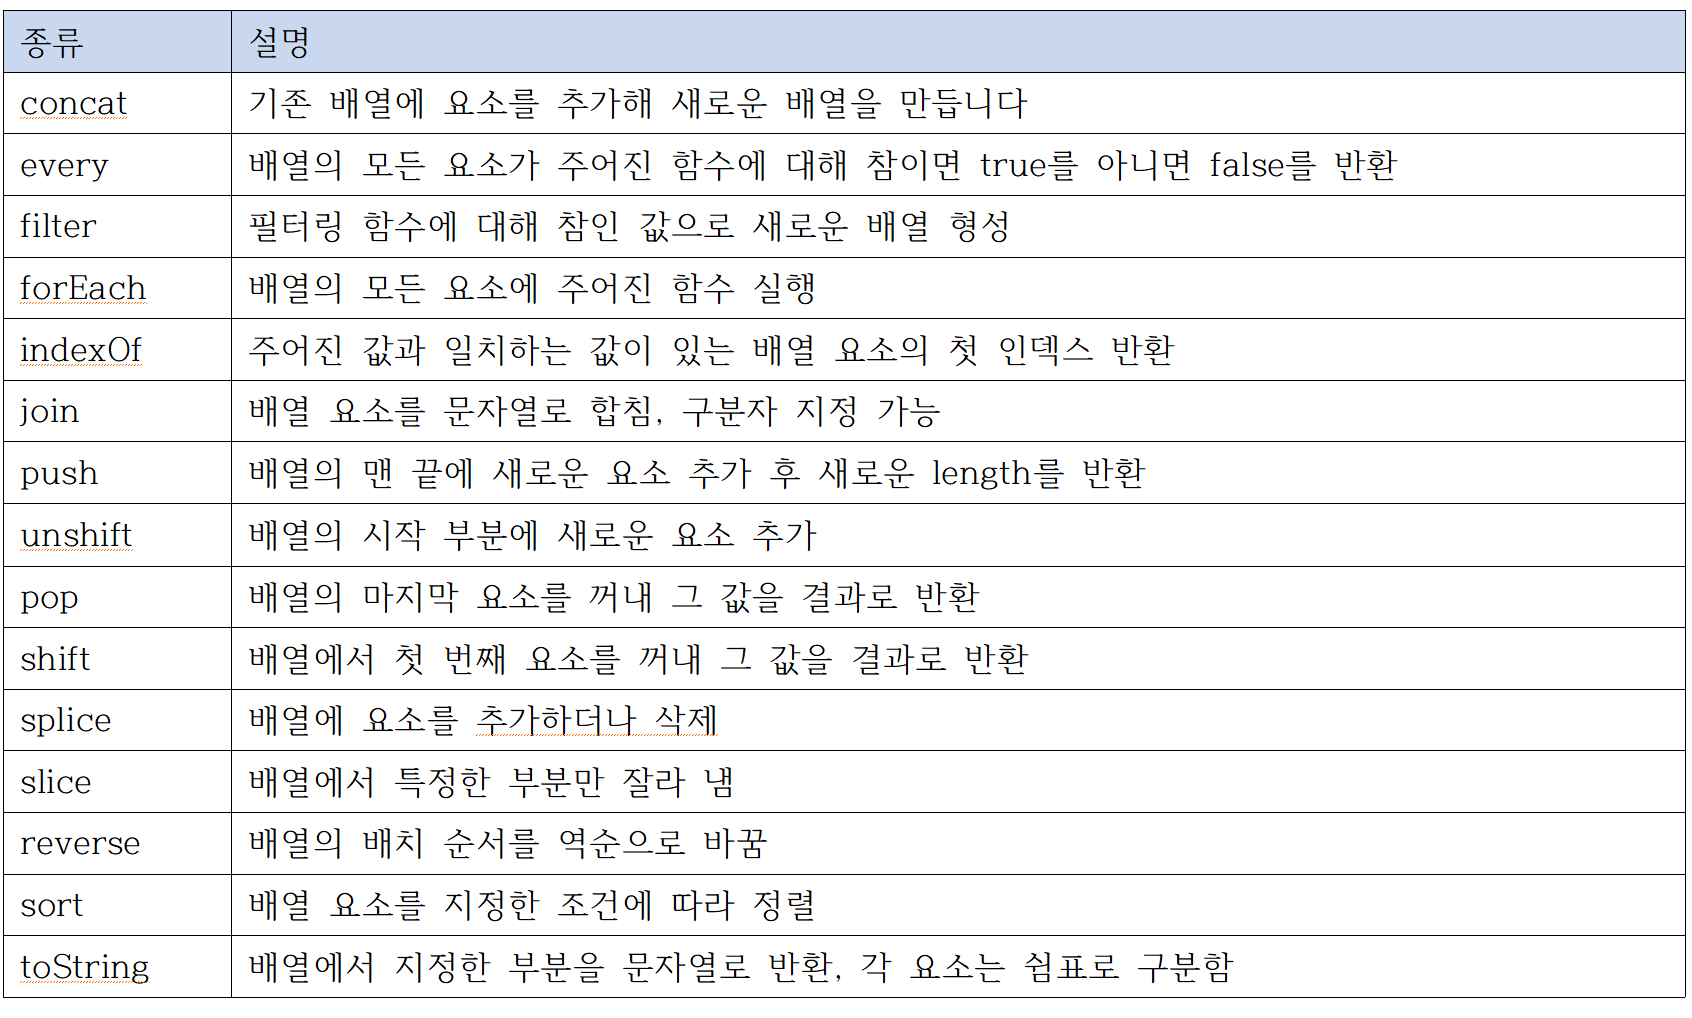 종류 설명
concat 기존 배열에 요소를 추가해 새로운 배열을 만듭니다
every 배열의 모든 요소가 주어진 함수에 대해 참이면 true를 아니면 false를 반환
filter 필터링 함수에 대해 참인 값으로 새로운 배열 형성
forEach 배열의 모든 요소에 주어진 함수 실행
indexOf 주어진 값과 일치하는 값이 있는 배열 요소의 첫 인덱스 반환
join 배열 요소를 문자열로 합침, 구분자 지정 가능
push 배열의 맨 끝에 새로운 요소 추가 후 새로운 length를 반환
unshift 배열의 시작 부분에 새로운 요소 추가
pop 배열의 마지막 요소를 꺼내 그 값을 결과로 반환
shift 배열에서 첫 번째 요소를 꺼내 그 값을 결과로 반환
splice 배열에 요소를 추가하더나 삭제
slice 배열에서 특정한 부분만 잘라 냄
reverse 배열의 배치 순서를 역순으로 바꿈
sort 배열 요소를 지정한 조건에 따라 정렬
toString 배열에서 지정한 부분을 문자열로 반환, 각 요소는 쉼표로 구분함